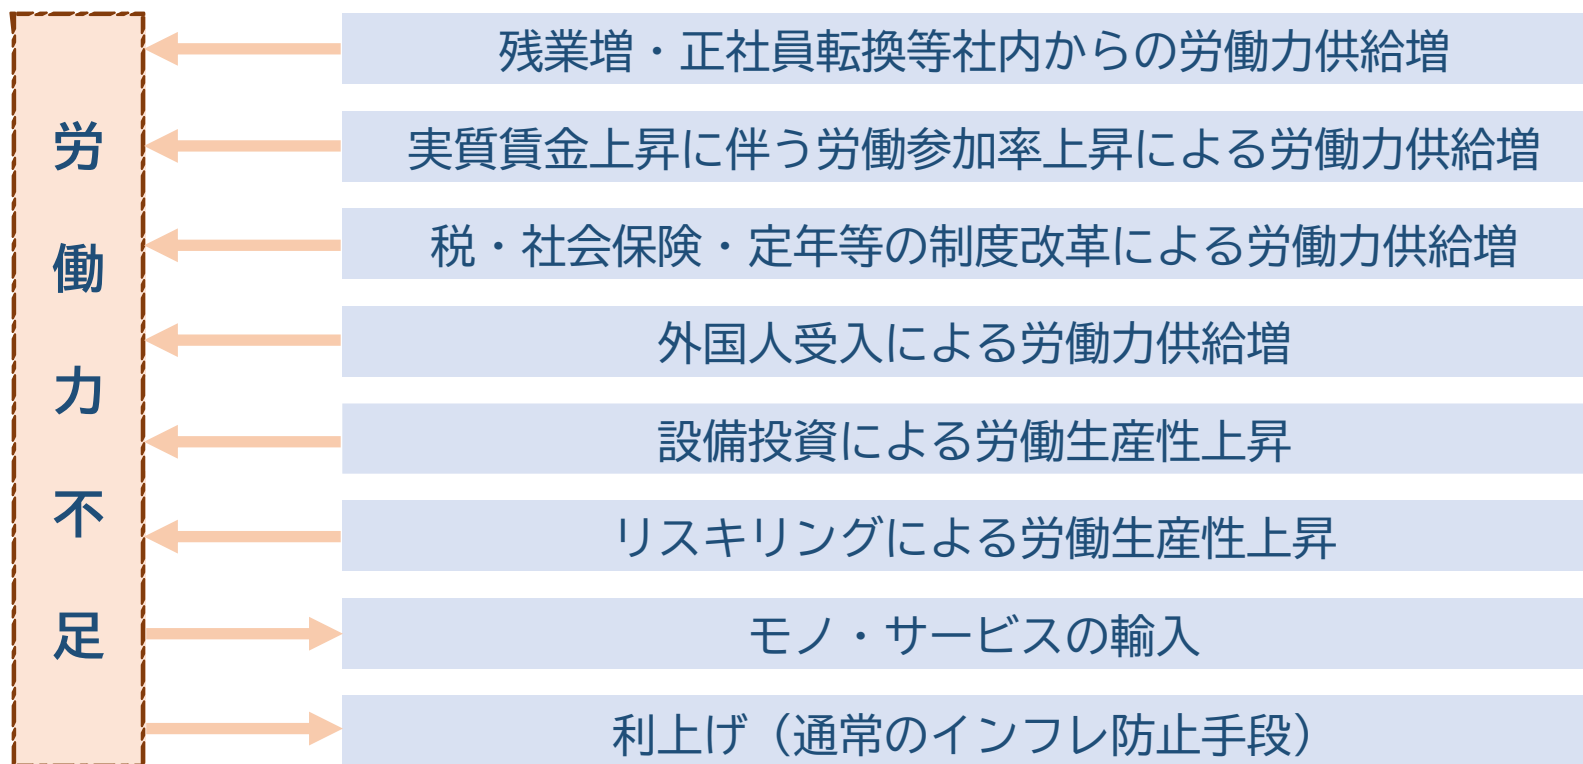 労働力不足
残業増・正社員転換等社内からの労働力供給増
実質賃金上昇に伴う労働参加率上昇による労働力供給増
税・社会保険・定年等の制度改革による労働力供給増
外国人受入による労働力供給増
設備投資による労働生産性上昇
リスキリングによる労働生産性上昇
モノ・サービスの輸入
利上げ（通常のインフレ防止手段）